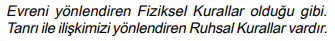 Evreni yönlendiren Fiziksel Kurallar olduğu gibi.
Tanrı ile ilişkimizi yönlendiren Ruhsal Kurallar vardır.